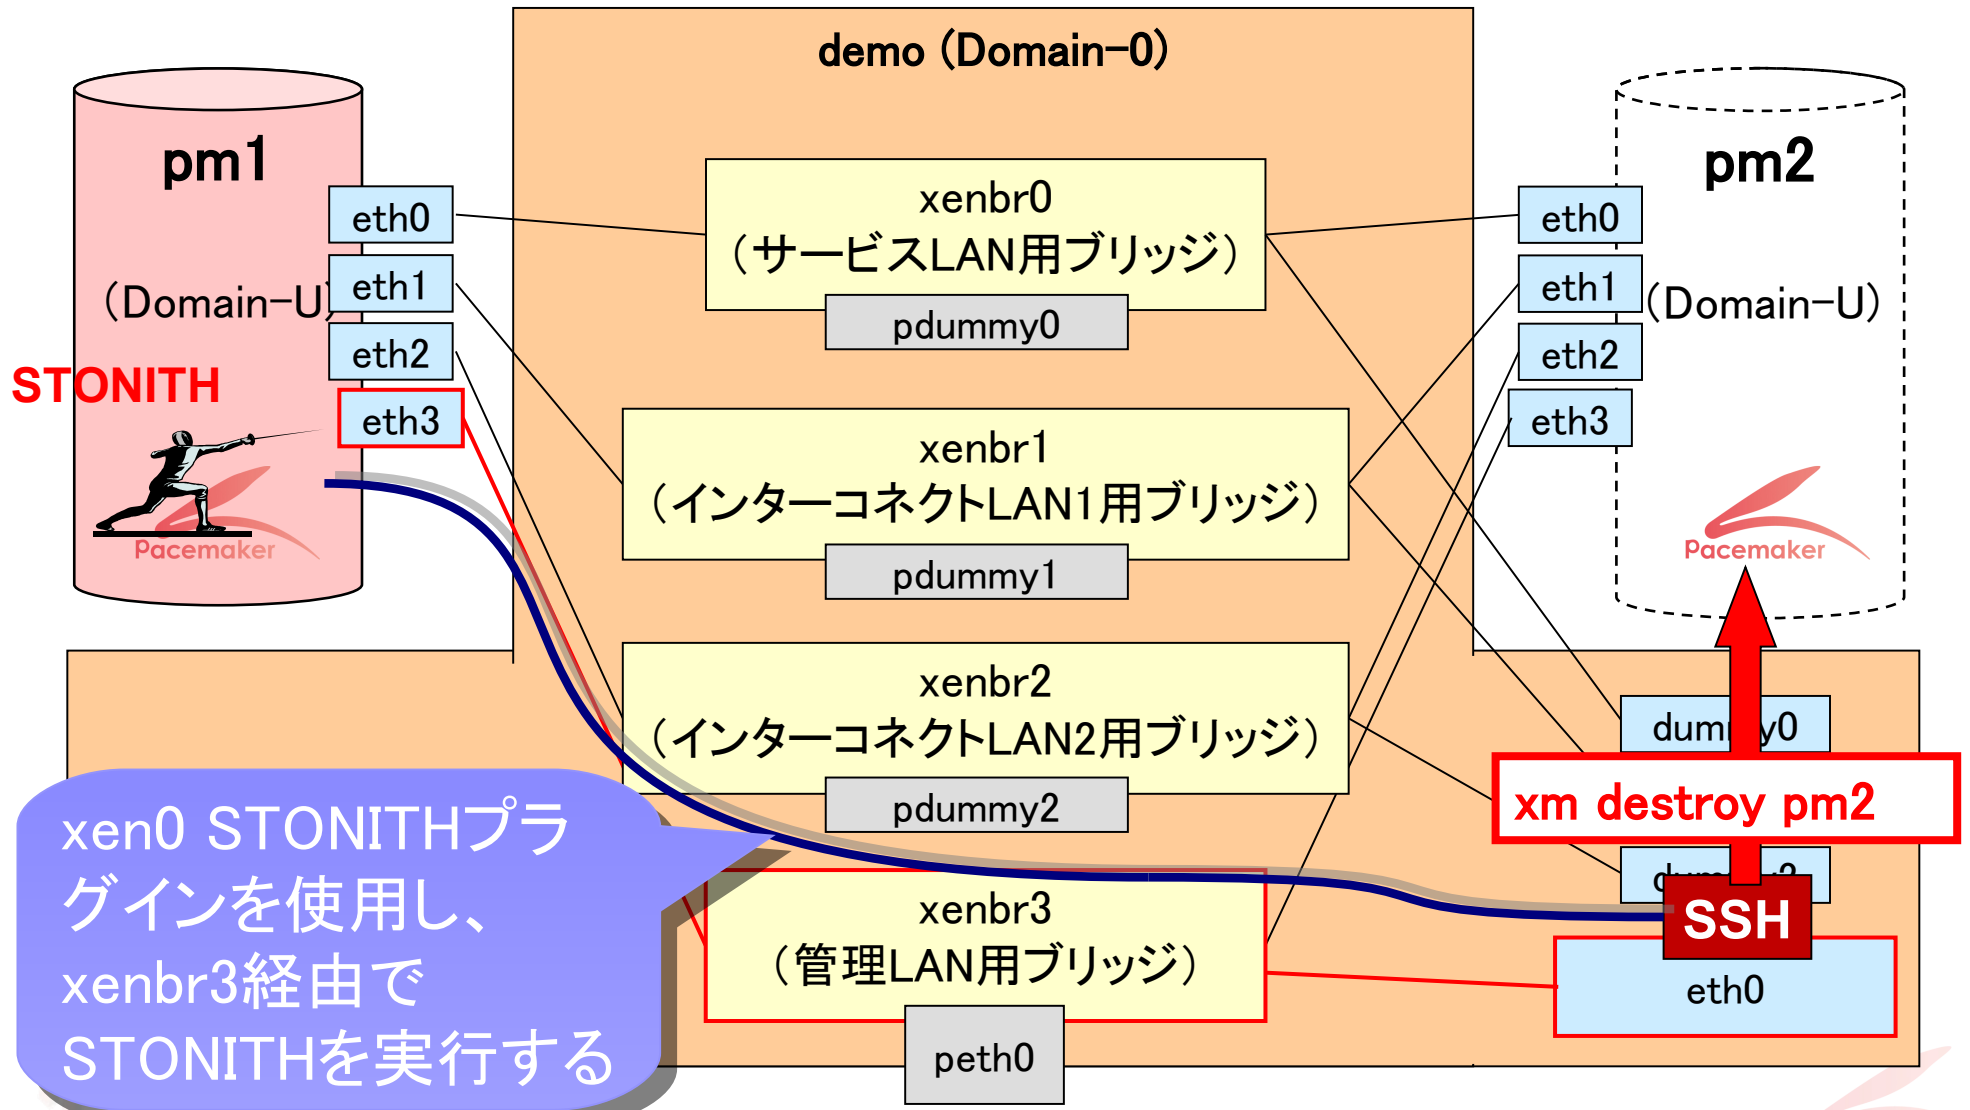 demo (Domain-0)
pm1
(Domain-U)
STONITH
Pacemaker
eth0
eth1
eth2
eth3
xenbr0
(サービスLAN用ブリッジ)
pdummy0
xenbr1
(インターコネクトLAN1用ブリッジ)
pdummy1
xenbr2
(インターコネクトLAN2用ブリッジ)
pdummy2
xenbr3
(管理LAN用ブリッジ)
peth0
pm2
(Domain-U)
eth0
eth1
eth2
eth3
Pacemaker
dummy0
xm destroy pm2
dummy2
SSH
eth0
xen0 STONITHプラ
グインを使用し、
xenbr3経由で
STONITHを実行する